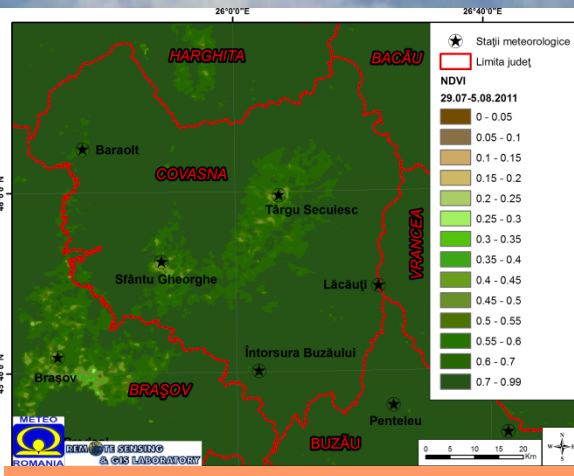 26°0'0"E
26°40'0"E
HARGHITA
BACĂU
Baraolt
COVASNA
Târgu Secuiesc
VRANCEA
Sfântu Gheorghe
Lăcăuţi
Întorsura Buzăului
Braşov
BRAŞOV
Penteleu
BUZĂU
Staţii meteorologice
Limita judeţ
NDVI
29.07-5.08.2011
0 - 0.05
0.05 - 0.1
0.1 - 0.15
0.15 - 0.2
0.2 - 0.25
0.25 - 0.3
0.3 - 0.35
0.35 - 0.4
0.4 - 0.45
0.45 - 0.5
0.5 - 0.55
0.55 - 0.6
0.6 - 0.7
0.7 - 0.99
METEO
ROMANIA
REMOTE SENSING
& GIS LABORATORY
0 5 10 15 20
Km
N
W E
S